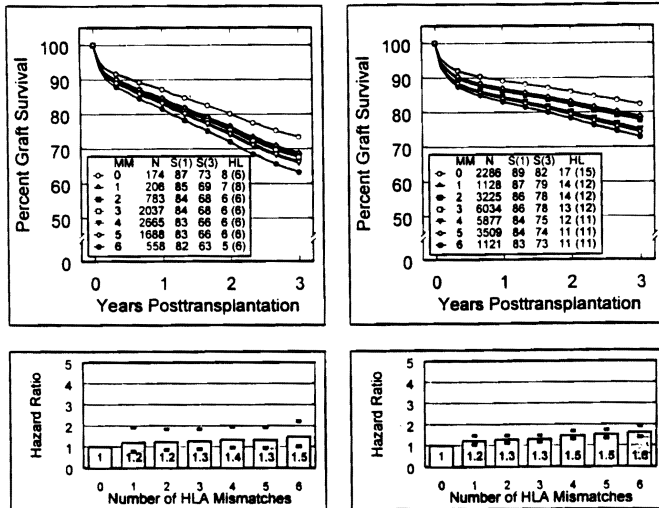 Percent Graft Survival
100
90
80
70
60
50
0
MM N S(1) S(3) HL
0 174 87 73 8 (6)
1 206 85 69 7 (8)
2 783 84 68 6 (6)
3 2037 84 68 6 (6)
4 2665 83 66 6 (6)
5 1688 83 66 6 (6)
6 558 82 63 5 (6)
0 1 2 3
Years Posttransplantation
Percent Graft Survival
100
90
80
70
60
50
0
MM N S(1) S(3) HL
0 2286 89 82 17 (15)
1 1128 87 79 14 (12)
2 3225 86 78 14 (12)
3 6034 86 78 13 (12)
4 5877 84 75 12 (11)
5 3509 84 74 11 (11)
6 1121 83 73 11 (11)
0 1 2 3
Years Posttransplantation
Hazard Ratio
5
4
3
2
1
0
1 1.2 1.2 1.3 1.4 1.3 1.5
0 1 2 3 4 5 6
Number of HLA Mismatches
Hazard Ratio
5
4
3
2
1
0
1 1.2 1.3 1.3 1.5 1.5 1.6
0 1 2 3 4 5 6
Number of HLA Mismatches